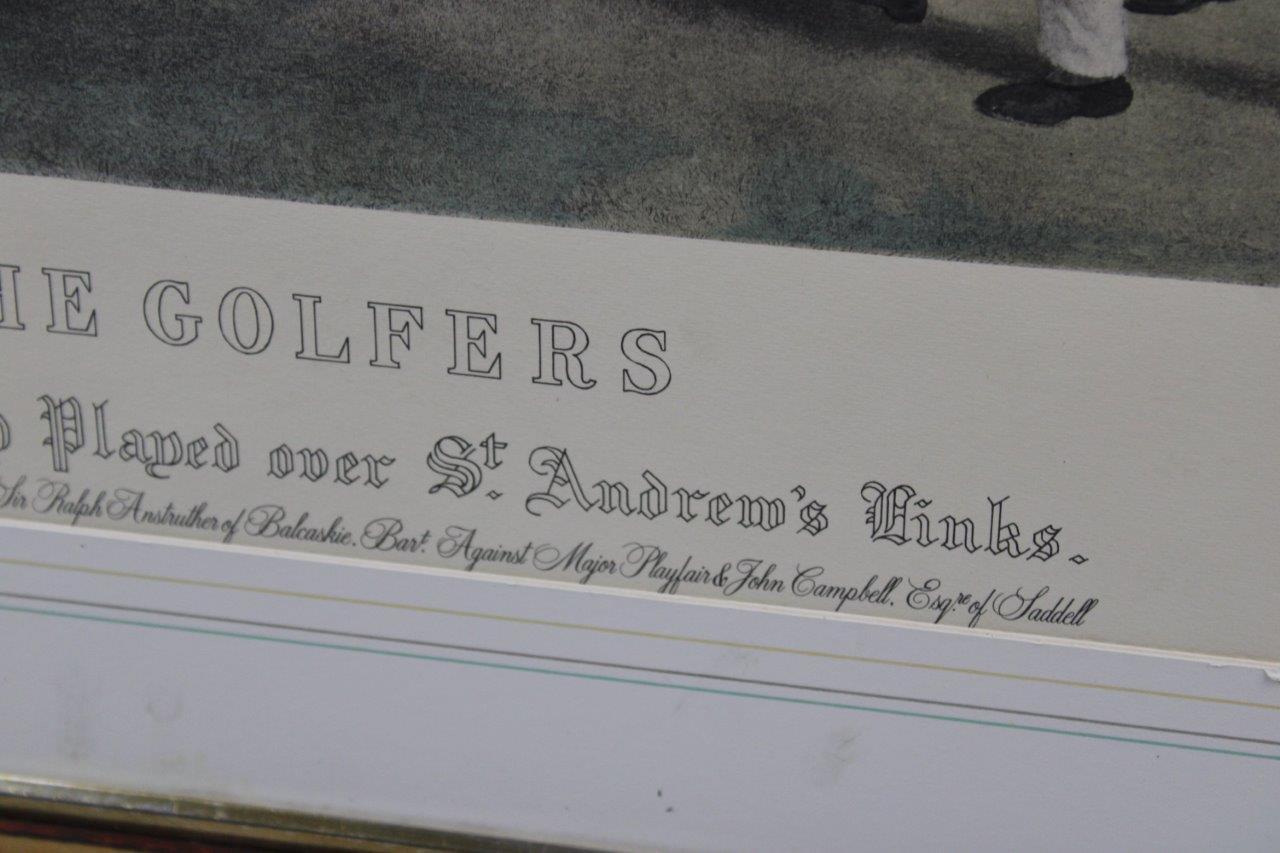 HE GOLFERS
Played over St. Andrew's Links.
Sir Ralph Anstruther of Balcaskie. Bart. Against Major Playfair & John Campbell. Esqre. of Saddell